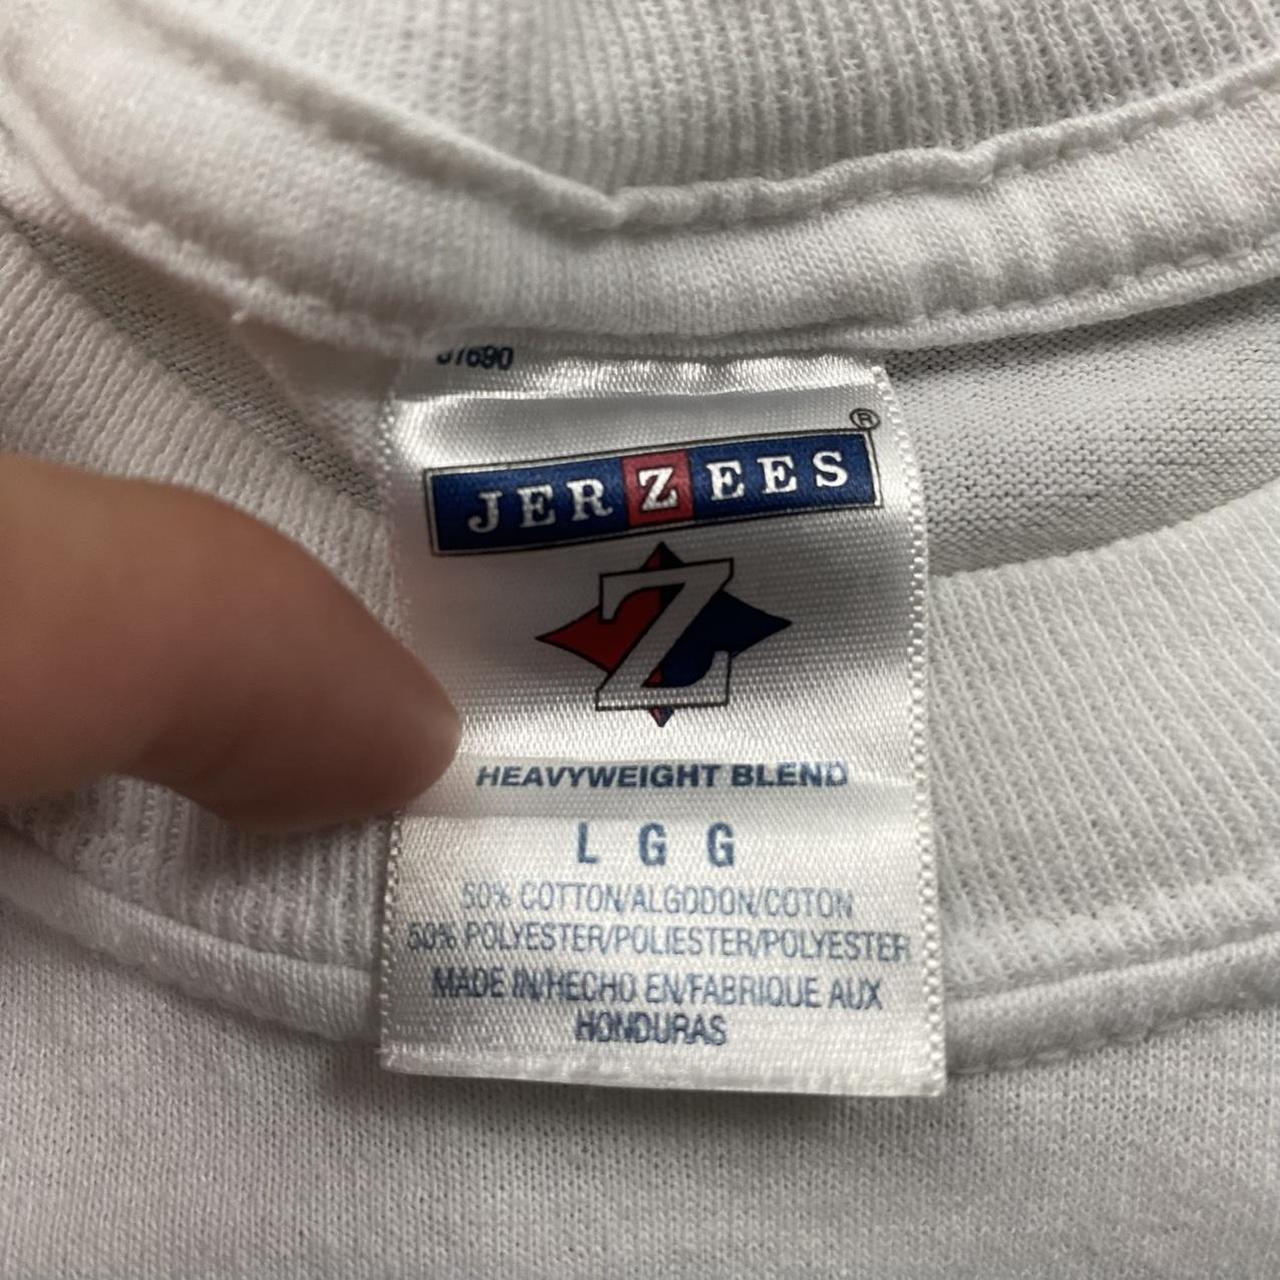 JERZEES®
Z
HEAVYWEIGHT BLEND
L G G
50% COTTON/ALGODON/COTON
50% POLYESTER/POLIESTER/POLYESTER
MADE IN/HECHO EN/FABRIQUE AUX
HONDURAS